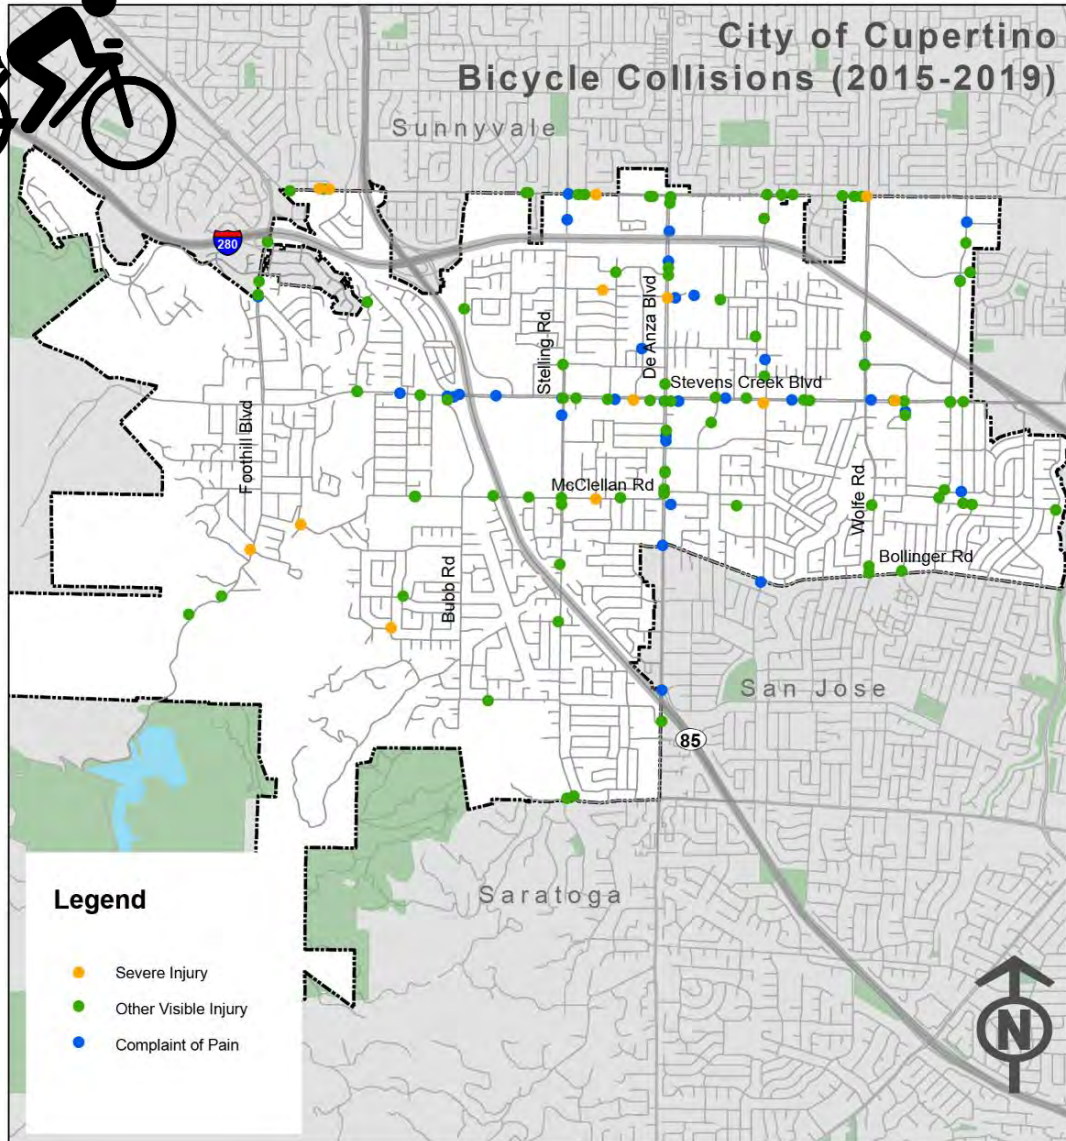 City of Cupertino
Bicycle Collisions (2015-2019)
Sunnyvale
280
De Anza Blvd
Stelling Rd
Stevens Creek Blvd
Foothill Blvd
McClellan Rd
Wolfe Rd
Bollinger Rd
Bubb Rd
San Jose
85
Saratoga
Legend
Severe Injury
Other Visible Injury
Complaint of Pain
N